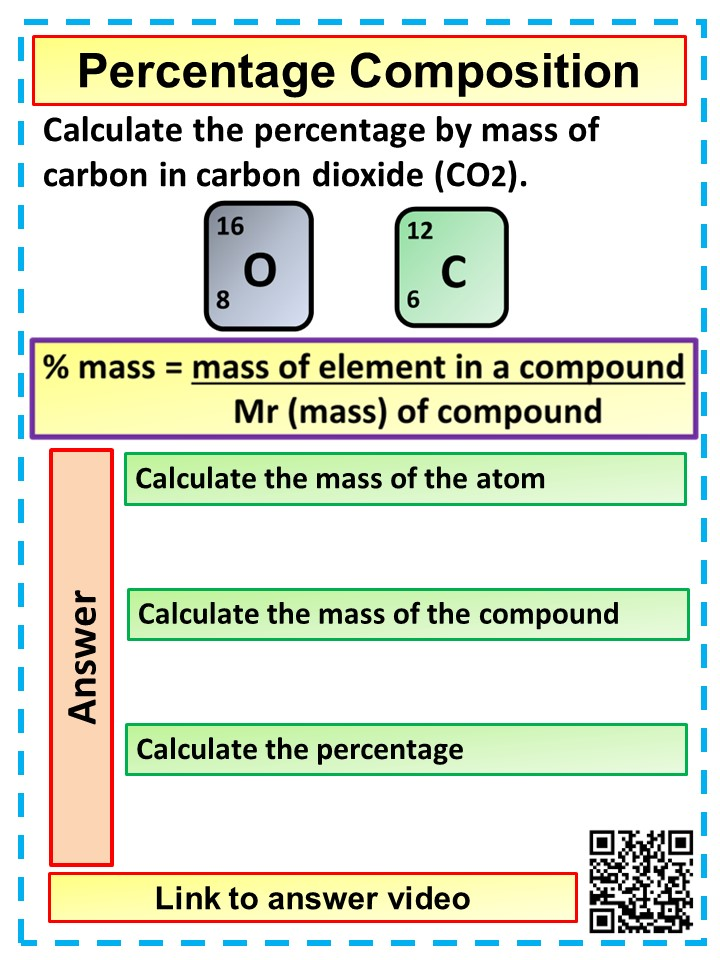 Percentage Composition
Calculate the percentage by mass of
carbon in carbon dioxide (CO2).
16
O
8
12
C
6
% mass = mass of element in a compound
Mr (mass) of compound
Answer
Calculate the mass of the atom
Calculate the mass of the compound
Calculate the percentage
Link to answer video